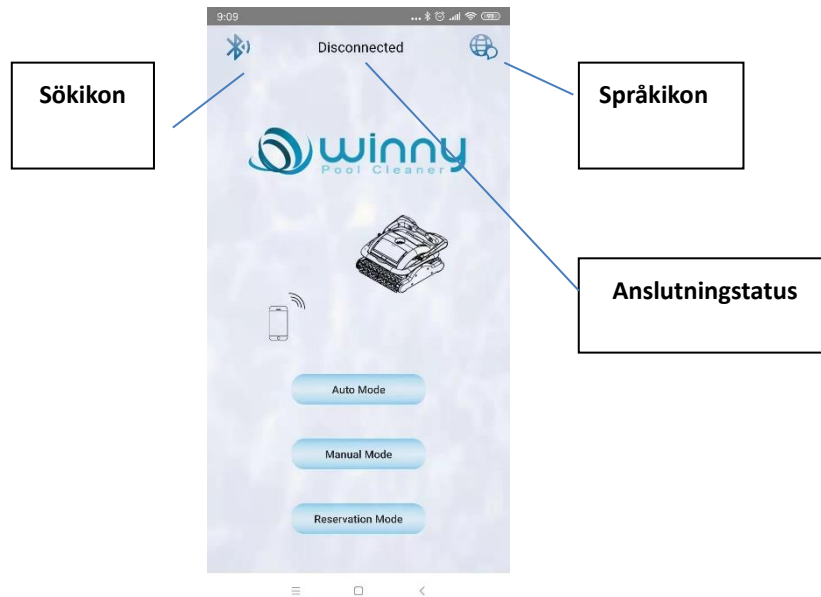 9:09
Disconnected
Sökikon
Språkikon
winny
Pool Cleaner
Anslutningstatus
Auto Mode
Manual Mode
Reservation Mode